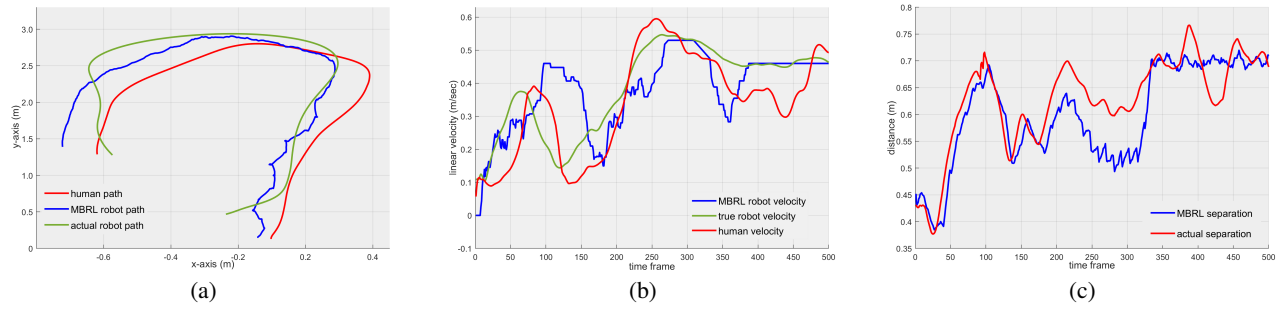 y-axis (m)
3.0
2.5
2.0
1.5
1.0
0.5
0
-0.6
-0.4
-0.2
0.2
0.4
x-axis (m)
human path
MBRL robot path
actual robot path
(a)
linear velocity (m/sec)
0.6
0.5
0.4
0.3
0.2
0.1
0
-0.1
0 50 100 150 200 250 300 350 400 450 500
time frame
MBRL robot velocity
true robot velocity
human velocity
(b)
distance (m)
0.8
0.75
0.7
0.65
0.6
0.55
0.5
0.45
0.4
0.35
0 50 100 150 200 250 300 350 400 450 500
time frame
MBRL separation
actual separation
(c)